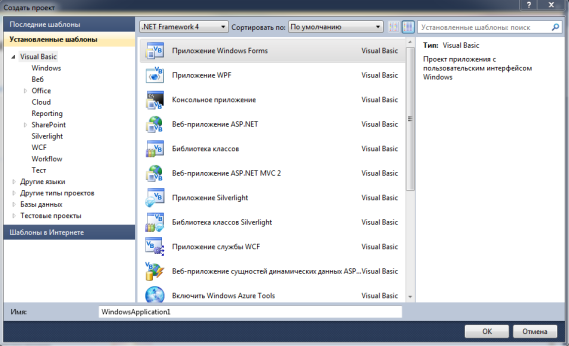 Создать проект
Последние шаблоны
Установленные шаблоны
Visual Basic
Windows
Веб
Office
Cloud
Reporting
SharePoint
Silverlight
WCF
Workflow
Тест
Другие языки
Другие типы проектов
Базы данных
Тестовые проекты
Шаблоны в Интернете
.NET Framework 4
Сортировать по: По умолчанию
Приложение Windows Forms Visual Basic
Приложение WPF Visual Basic
Консольное приложение Visual Basic
Веб-приложение ASP.NET Visual Basic
Библиотека классов Visual Basic
Веб-приложение ASP.NET MVC 2 Visual Basic
Приложение Silverlight Visual Basic
Библиотека классов Silverlight Visual Basic
Приложение службы WCF Visual Basic
Веб-приложение сущностей динамических данных ASP... Visual Basic
Включить Windows Azure Tools Visual Basic
Установленные шаблоны поиск
Тип: Visual Basic
Проект приложения с
пользовательским интерфейсом
Windows
Имя: WindowsApplication1
ОК
Отмена